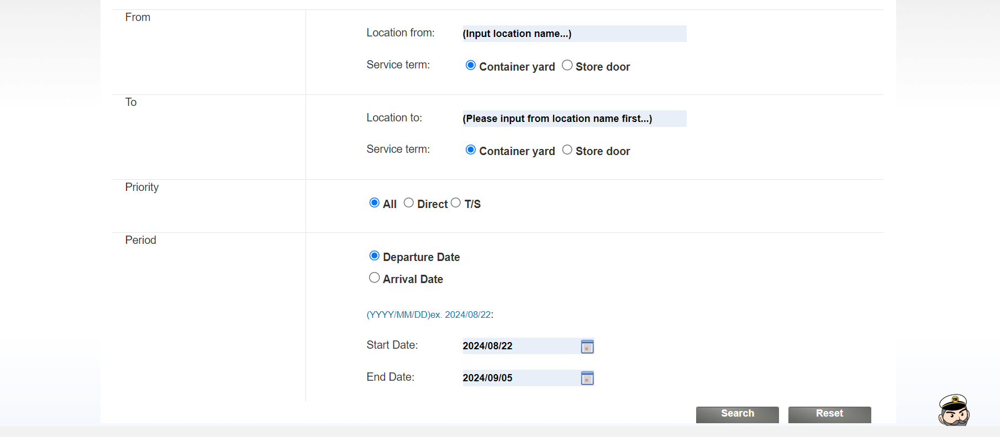 From
Location from: (Input location name...)
Service term: Container yard Store door
To
Location to: (Please input from location name first...)
Service term: Container yard Store door
Priority
All Direct T/S
Period
Departure Date
Arrival Date
(YYYY/MM/DD)ex. 2024/08/22:
Start Date: 2024/08/22
End Date: 2024/09/05
Search Reset
YM